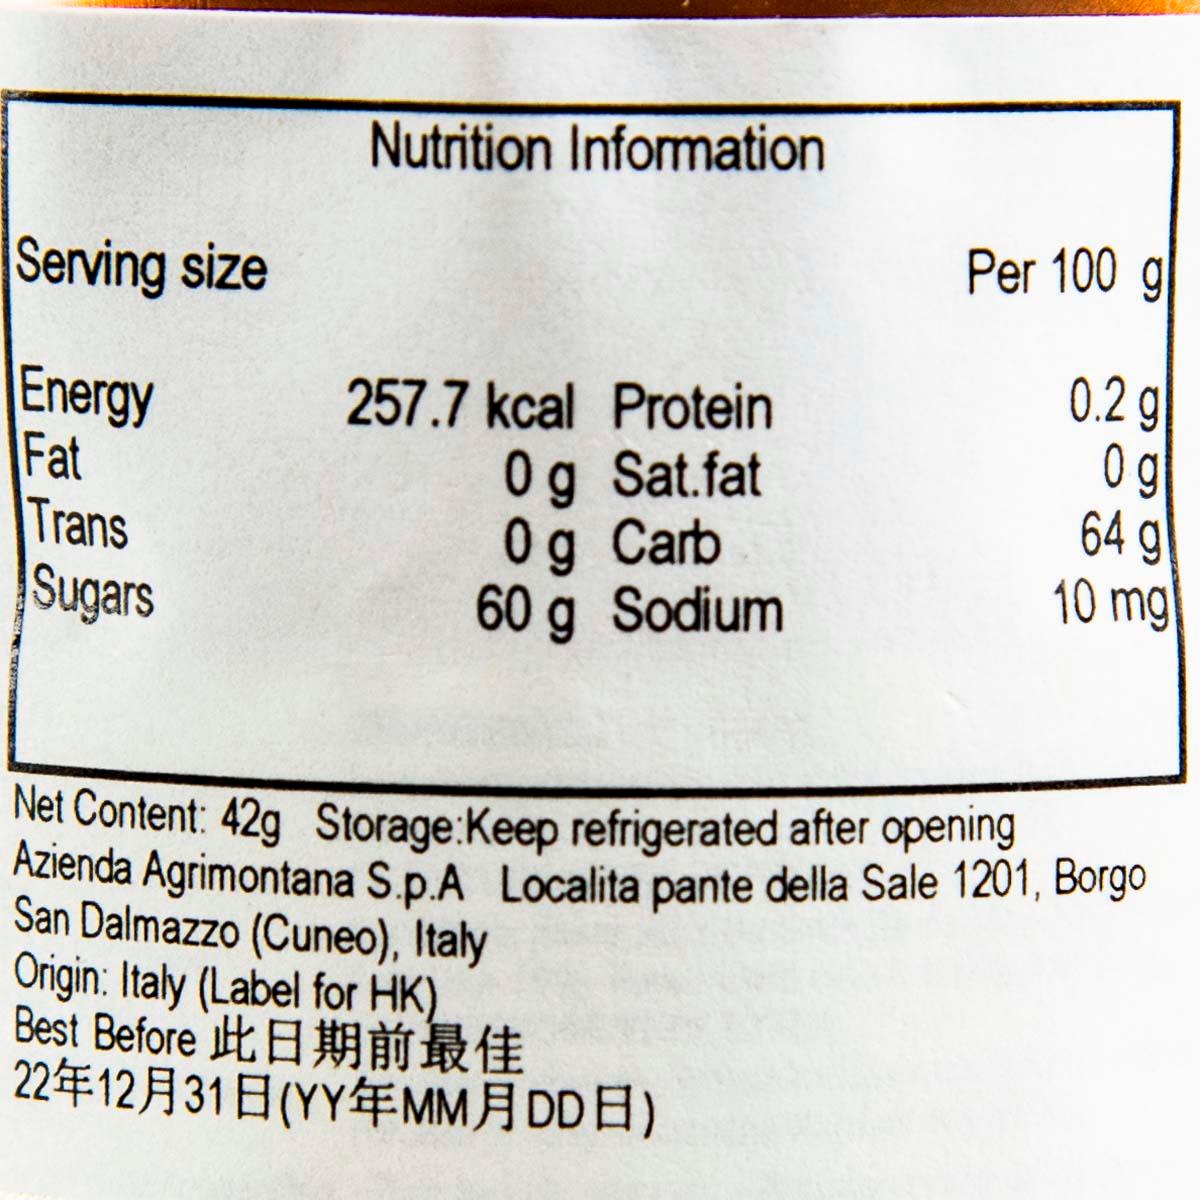 Nutrition Information
Serving size Per 100 g
Energy 257.7 kcal Protein 0.2 g
Fat 0 g Sat.fat 0 g
Trans 0 g Carb 64 g
Sugars 60 g Sodium 10 mg
Net Content: 42g Storage:Keep refrigerated after opening
Azienda Agrimontana S.p.A Localita pante della Sale 1201, Borgo
San Dalmazzo (Cuneo), Italy
Origin: Italy (Label for HK)
Best Before 此日期前最佳
22年12月31日(YY年MM月DD日)